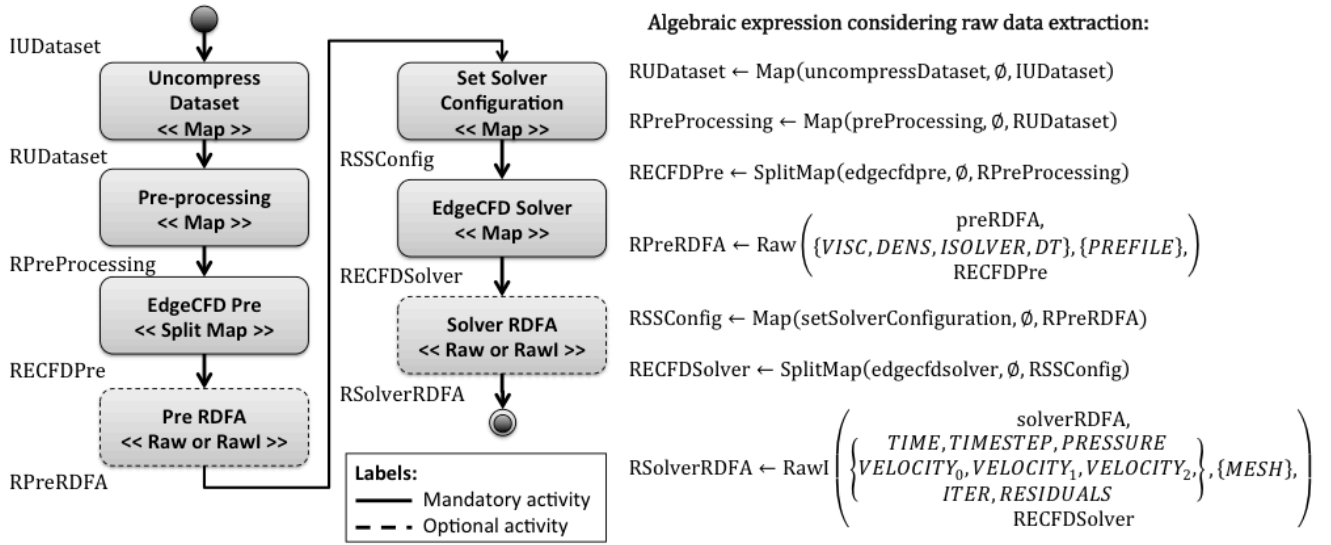 IUDataset
Uncompress
Dataset
<< Map >>
RUDataset
Pre-processing
<< Map >>
RPreProcessing
EdgeCFD Pre
<< Split Map >>
RECFDPre
Pre RDFA
<< Raw or RawI >>
RPreRDFA
Set Solver
Configuration
<< Map >>
RSSConfig
EdgeCFD Solver
<< Map >>
RECFDSolver
Solver RDFA
<< Raw or RawI >>
RSolverRDFA
Labels:
Mandatory activity
Optional activity
Algebraic expression considering raw data extraction:
RUDataset ← Map(uncompressDataset, ∅, IUDataset)
RPreProcessing ← Map(preProcessing, ∅, RUDataset)
RECFDPre ← SplitMap(edgecfdpre, ∅, RPreProcessing)
preRDFA,
RPreRDFA ← Raw ( {VISC, DENS, ISOLVER, DT}, {PREFILE}, )
RECFDPre
RSSConfig ← Map(setSolverConfiguration, ∅, RPreRDFA)
RECFDSolver ← SplitMap(edgecfdsolver, ∅, RSSConfig)
solverRDFA,
TIME, TIMESTEP, PRESSURE
RSolverRDFA ← RawI ( { VELOCITY₀, VELOCITY₁, VELOCITY₂, } , {MESH}, )
ITER, RESIDUALS
RECFDSolver